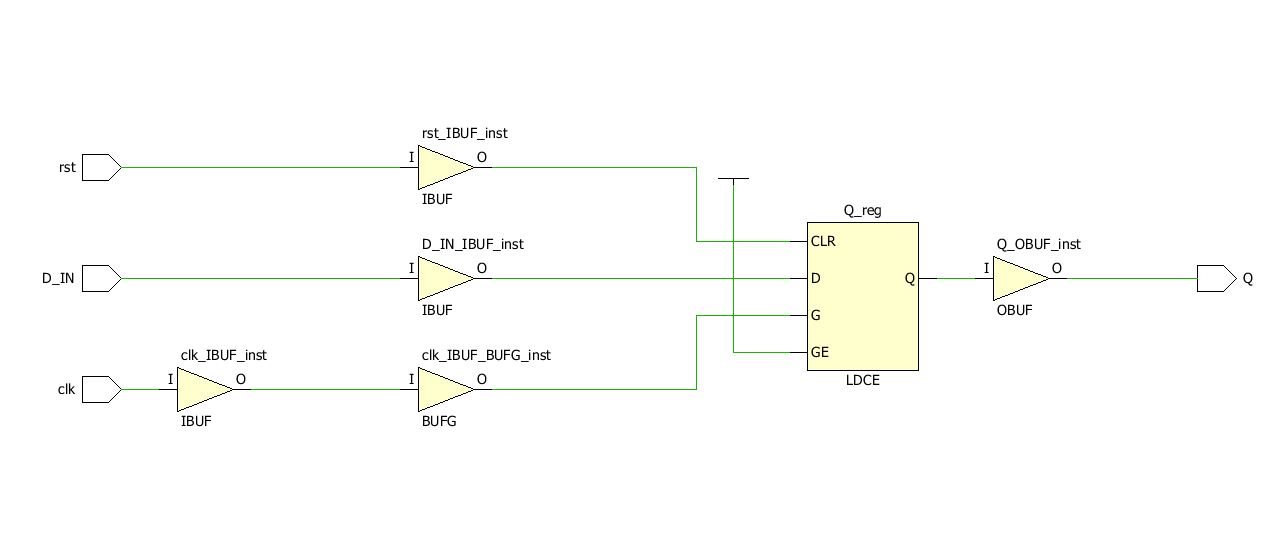 rst_IBUF_inst
rst
I
O
IBUF
Q_reg
CLR
D_IN_IBUF_inst
D_IN
I
O
IBUF
D
Q
Q_OBUF_inst
I
O
OBUF
Q
G
GE
LDCE
clk_IBUF_inst
clk
I
O
IBUF
clk_IBUF_BUFG_inst
I
O
BUFG